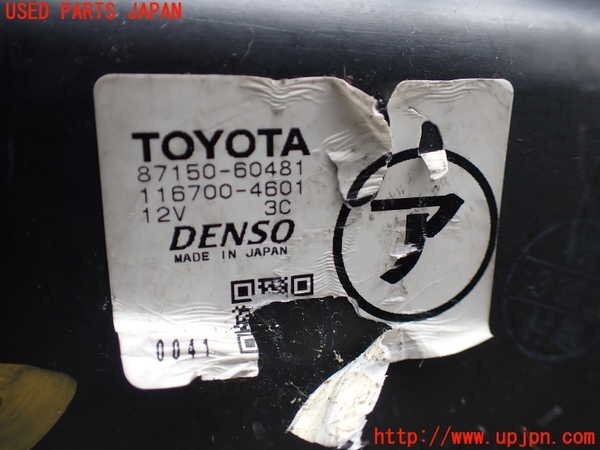 USED PARTS JAPAN
TOYOTA
87150-60481
116700-4601
12V 3C
DENSO
MADE IN JAPAN
ア
0041
http://www.upjpn.com/